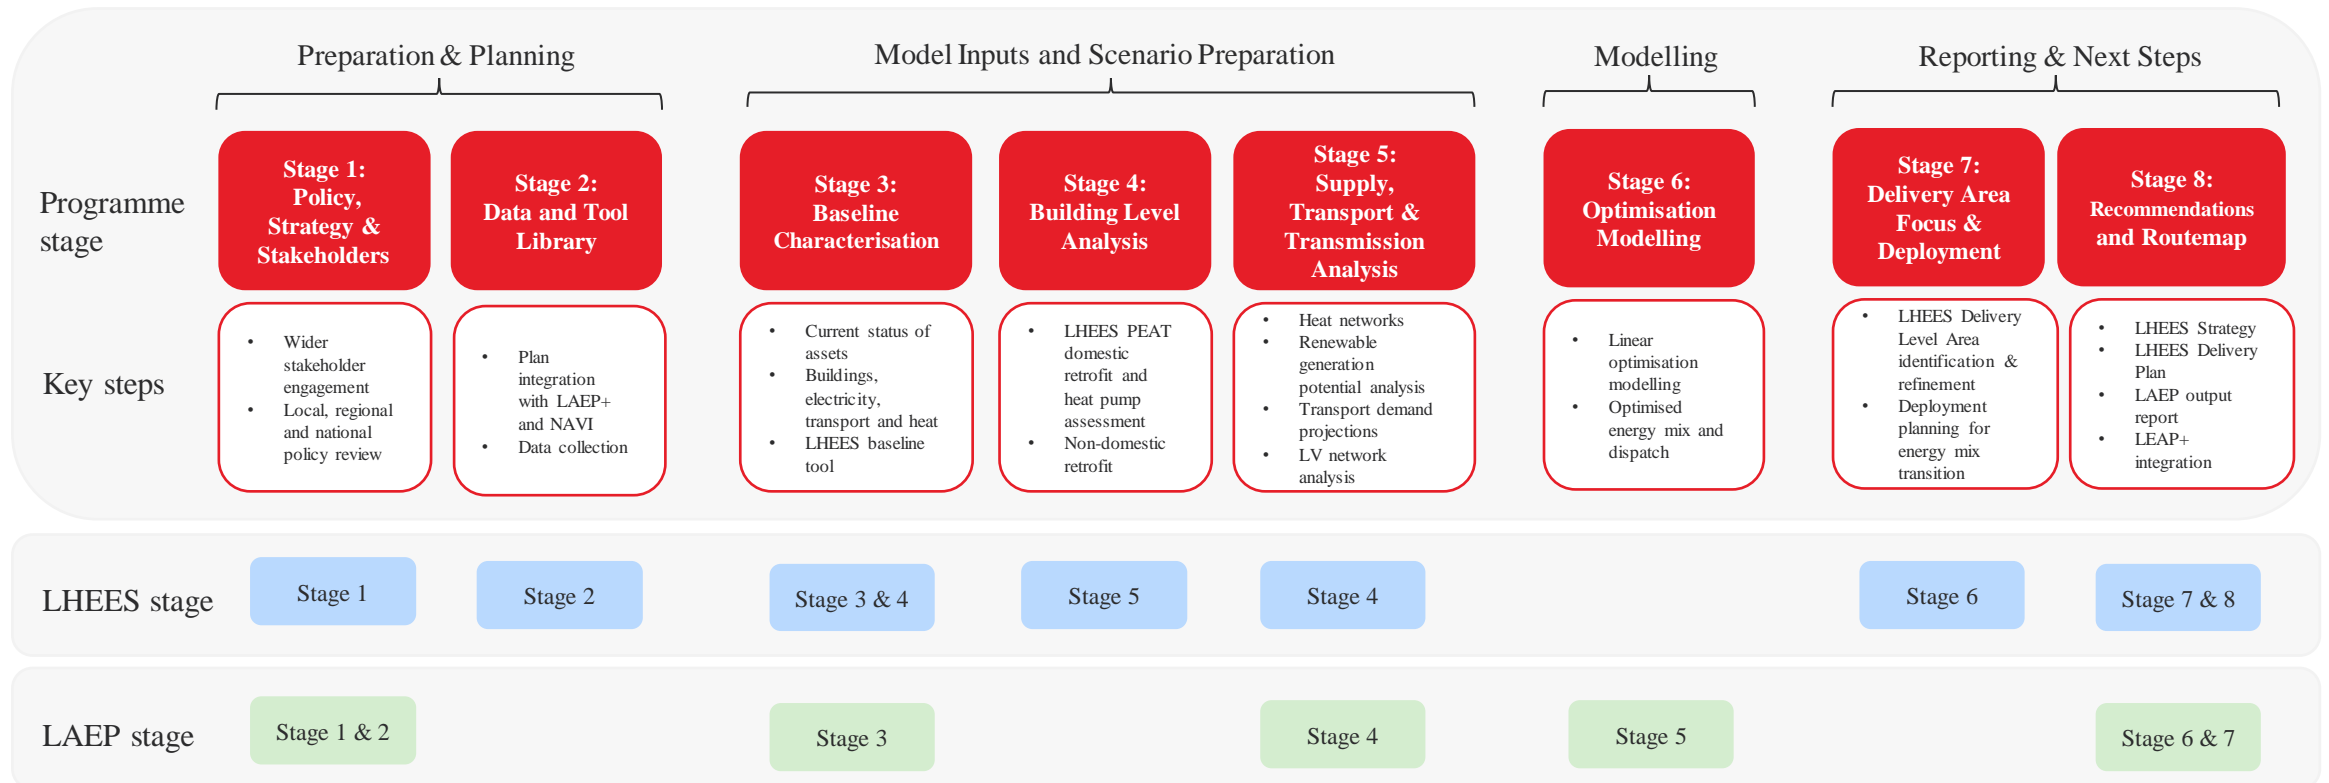 Preparation & Planning
Model Inputs and Scenario Preparation
Modelling
Reporting & Next Steps
Programme
stage
Stage 1:
Policy,
Strategy &
Stakeholders
Stage 2:
Data and Tool
Library
Stage 3:
Baseline
Characterisation
Stage 4:
Building Level
Analysis
Stage 5:
Supply,
Transport &
Transmission
Analysis
Stage 6:
Optimisation
Modelling
Stage 7:
Delivery Area
Focus &
Deployment
Stage 8:
Recommendations
and Routemap
Key steps
• Wider
stakeholder
engagement
• Local, regional
and national
policy review
• Plan
integration
with LAEP+
and NAVI
• Data collection
• Current status of
assets
• Buildings,
electricity,
transport and heat
• LHEES baseline
tool
• LHEES PEAT
domestic
retrofit and
heat pump
assessment
• Non-domestic
retrofit
• Heat networks
• Renewable
generation
potential analysis
• Transport demand
projections
• LV network
analysis
• Linear
optimisation
modelling
• Optimised
energy mix and
dispatch
• LHEES Delivery
Level Area
identification &
refinement
• Deployment
planning for
energy mix
transition
• LHEES Strategy
• LHEES Delivery
Plan
• LAEP output
report
• LEAP+
integration
LHEES stage
Stage 1
Stage 2
Stage 3 & 4
Stage 5
Stage 4
Stage 6
Stage 7 & 8
LAEP stage
Stage 1 & 2
Stage 3
Stage 4
Stage 5
Stage 6 & 7